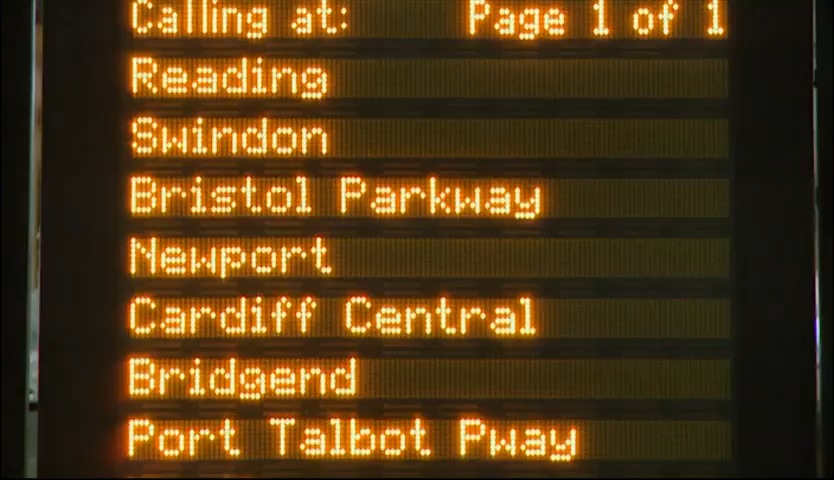 Calling at: Page 1 of 1
Reading
Swindon
Bristol Parkway
Newport
Cardiff Central
Bridgend
Port Talbot Pway